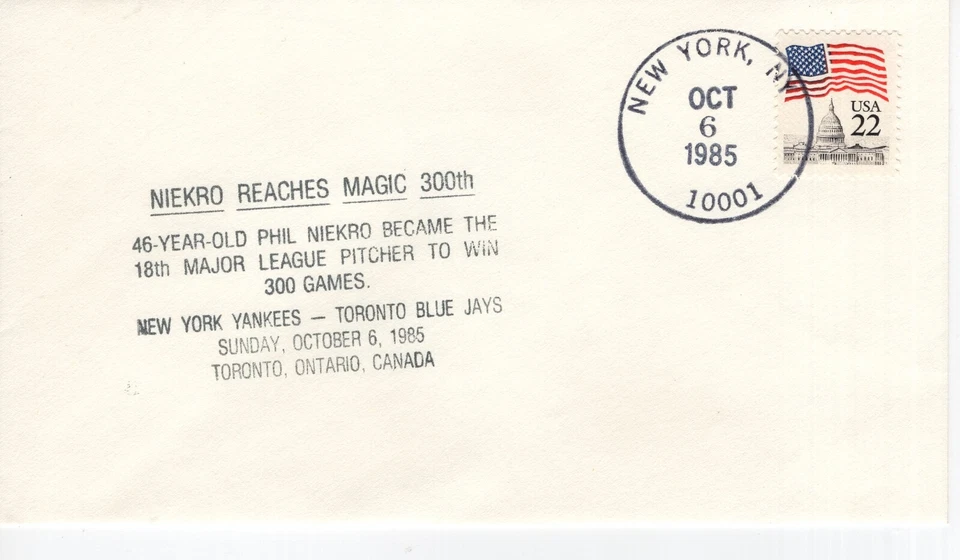 NEW YORK, NY
OCT
6
1985
10001
USA
22
NIEKRO REACHES MAGIC 300th
46-YEAR-OLD PHIL NIEKRO BECAME THE
18th MAJOR LEAGUE PITCHER TO WIN
300 GAMES.
NEW YORK YANKEES — TORONTO BLUE JAYS
SUNDAY, OCTOBER 6, 1985
TORONTO, ONTARIO, CANADA